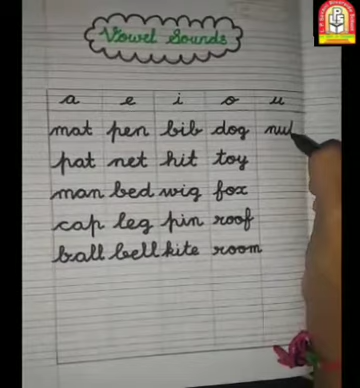 Vowel Sounds
a e i o u
mat pen bib dog nul
pat net hit toy
man bed wig fox
cap leg pin roof
ball bell kite room